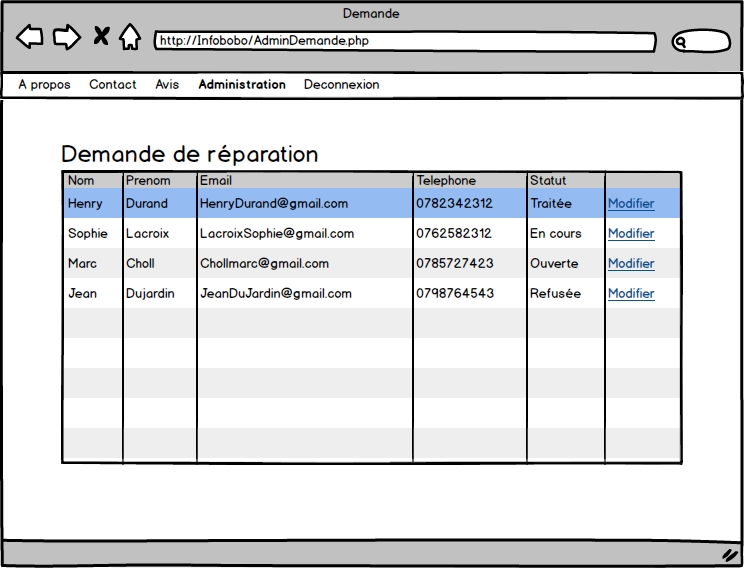 Demande
http://Infobobo/AdminDemande.php
A propos Contact Avis Administration Deconnexion
Demande de réparation
Nom Prenom Email Telephone Statut
Henry Durand HenryDurand@gmail.com 0782342312 Traitée Modifier
Sophie Lacroix LacroixSophie@gmail.com 0762582312 En cours Modifier
Marc Choll Chollmarc@gmail.com 0785727423 Ouverte Modifier
Jean Dujardin JeanDuJardin@gmail.com 0798764543 Refusée Modifier